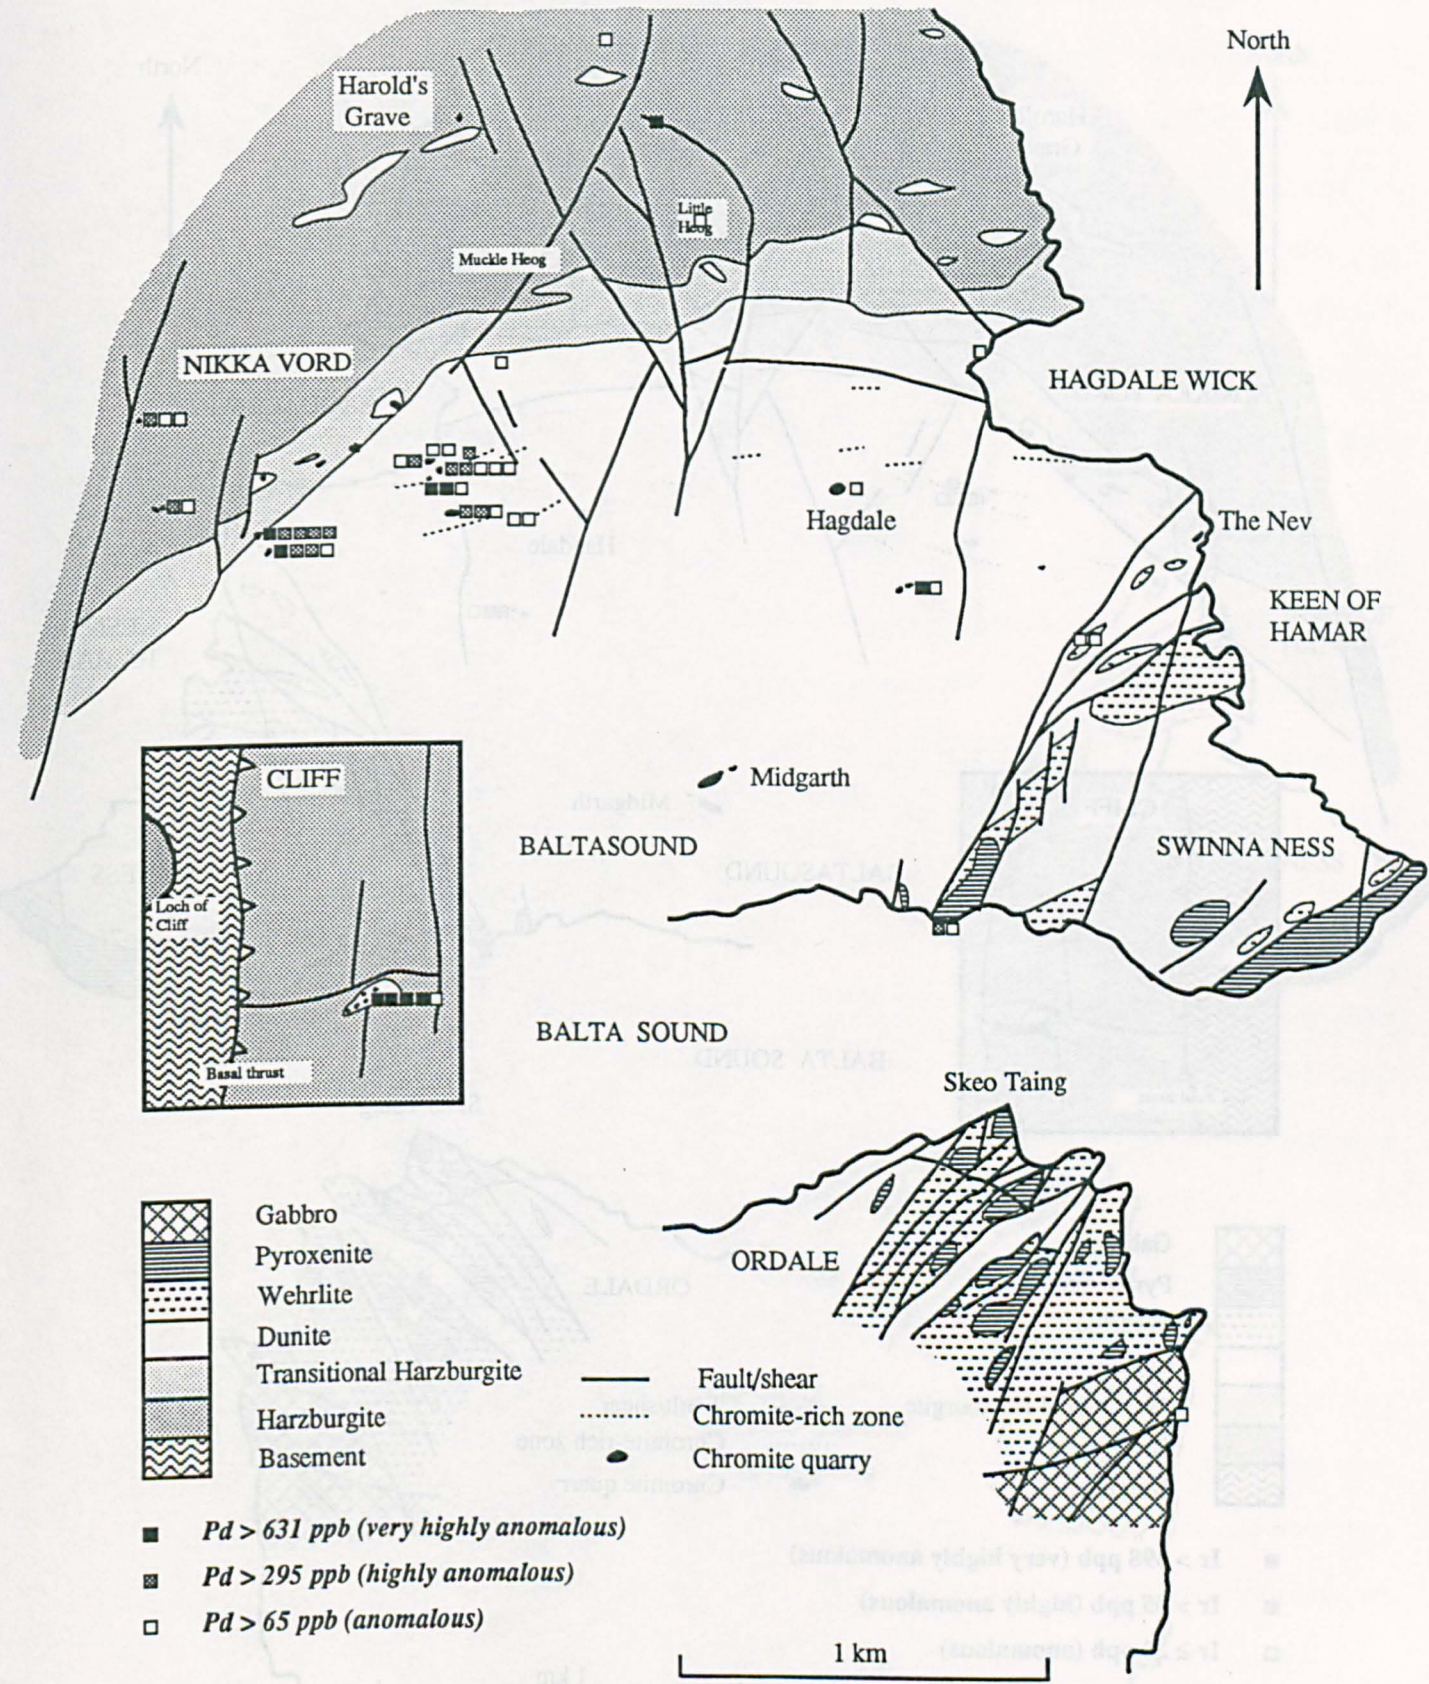 North
Harold's
Grave
Little
Heog
Muckle Heog
NIKKA VORD
HAGDALE WICK
Hagdale
The Nev
KEEN OF
HAMAR
CLIFF
Midgarth
BALTASOUND
SWINNA NESS
Loch of
Cliff
BALTA SOUND
Basal thrust
Skeo Taing
ORDALE
Gabbro
Pyroxenite
Wehrlite
Dunite
Transitional Harzburgite
Harzburgite
Basement
Fault/shear
Chromite-rich zone
Chromite quarry
Pd > 631 ppb (very highly anomalous)
Pd > 295 ppb (highly anomalous)
Pd > 65 ppb (anomalous)
1 km